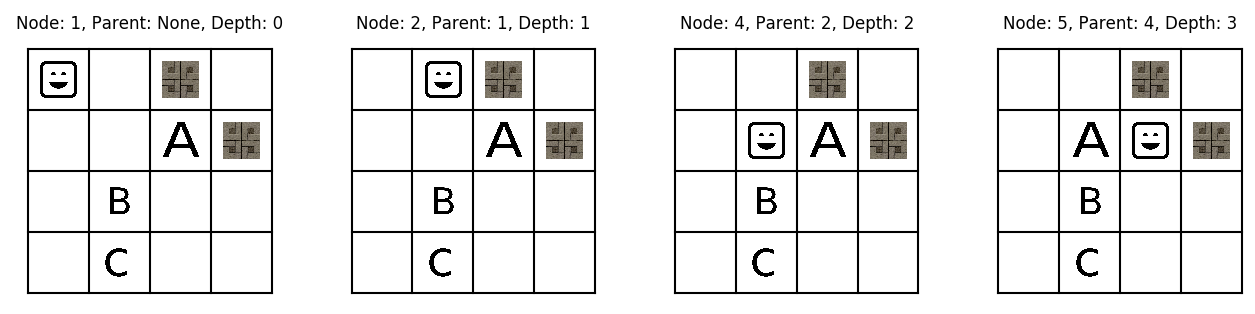 Node: 1, Parent: None, Depth: 0
A
B
C
Node: 2, Parent: 1, Depth: 1
A
B
C
Node: 4, Parent: 2, Depth: 2
A
B
C
Node: 5, Parent: 4, Depth: 3
A
B
C